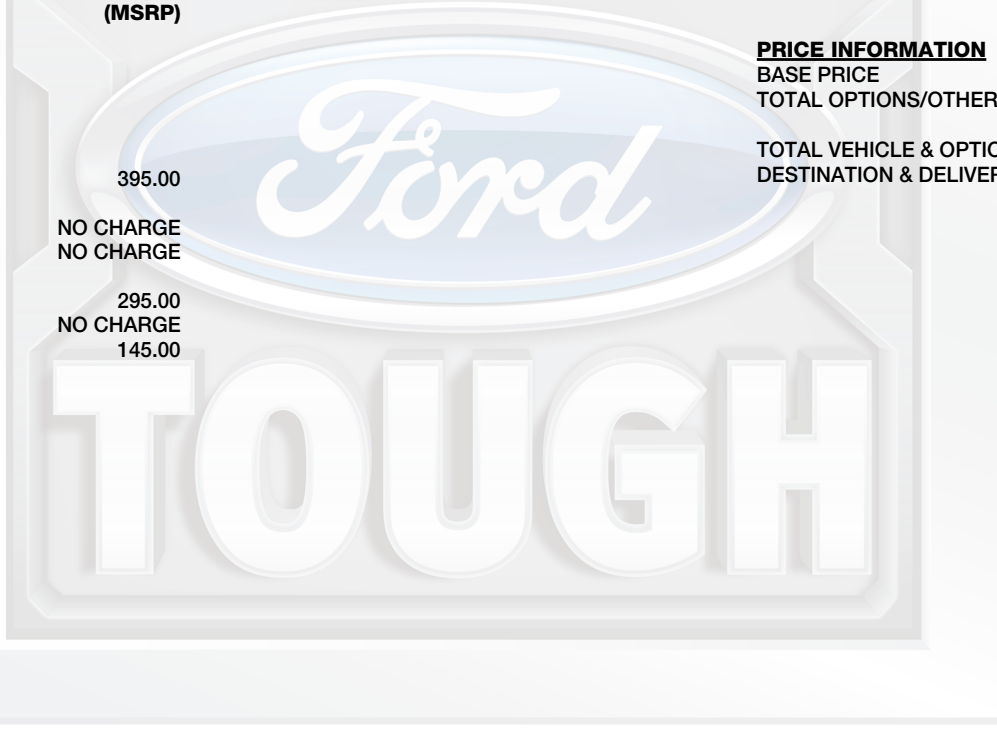 (MSRP)
395.00
NO CHARGE
NO CHARGE
295.00
NO CHARGE
145.00
PRICE INFORMATION
BASE PRICE
TOTAL OPTIONS/OTHER
TOTAL VEHICLE & OPTIO
DESTINATION & DELIVER
Ford
TOUGH